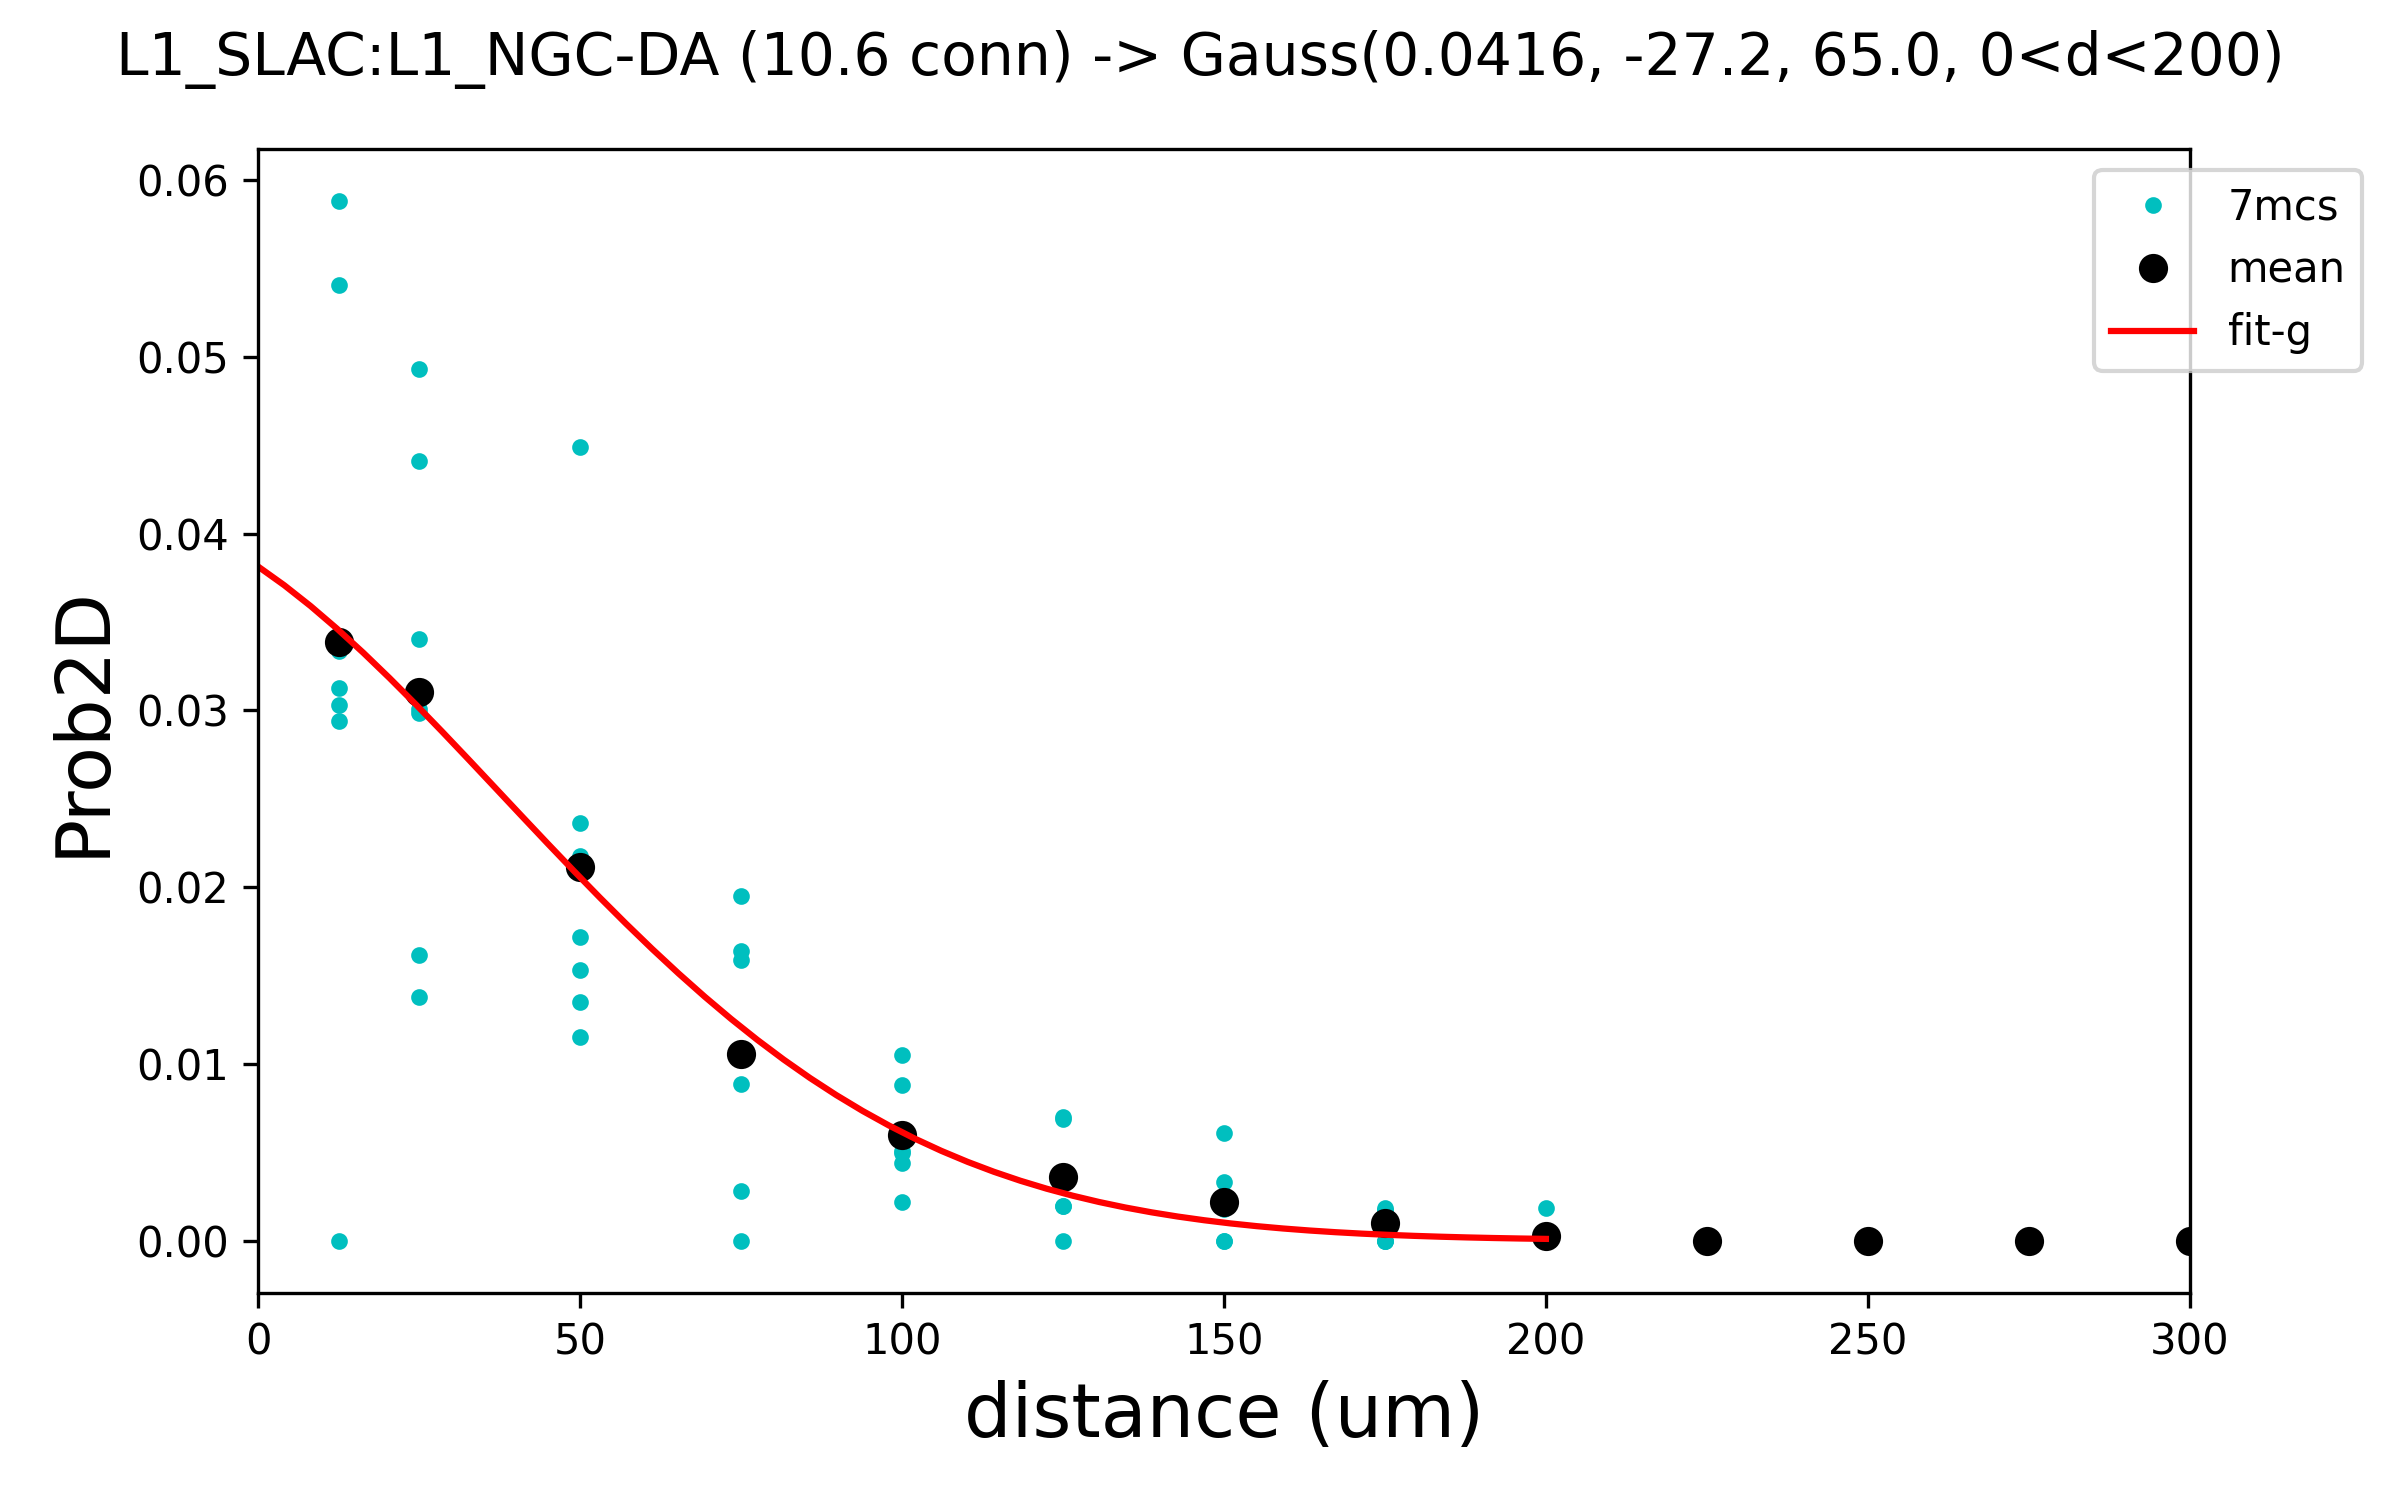 L1_SLAC:L1_NGC-DA (10.6 conn) -> Gauss(0.0416, -27.2, 65.0, 0<d<200)
0.06
0.05
0.04
0.03
0.02
0.01
0.00
Prob2D
7mcs
mean
fit-g
0 50 100 150 200 250 300
distance (um)